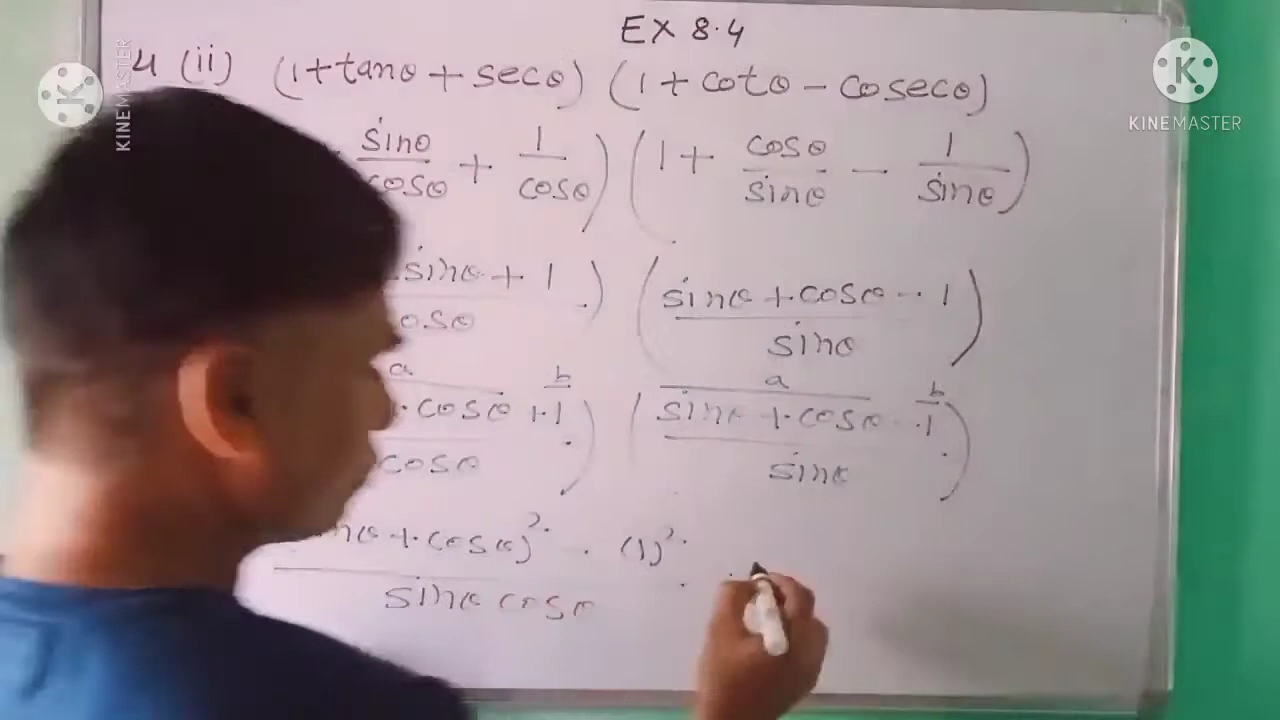 EX 8.4
4 (ii) (1+tanθ + secθ) (1 + cotθ - cosecθ)
sinθ/cosθ + 1/cosθ) (1 + cosθ/sinθ - 1/sinθ)
sinθ + 1/cosθ) (sinθ + cosθ - 1/sinθ)
a b a b
+ cosθ + 1/cosθ) (sinθ + cosθ - 1/sinθ)
+ cosθ)² - (1)²
sinθ cosθ
KINEMASTER
KINEMASTER